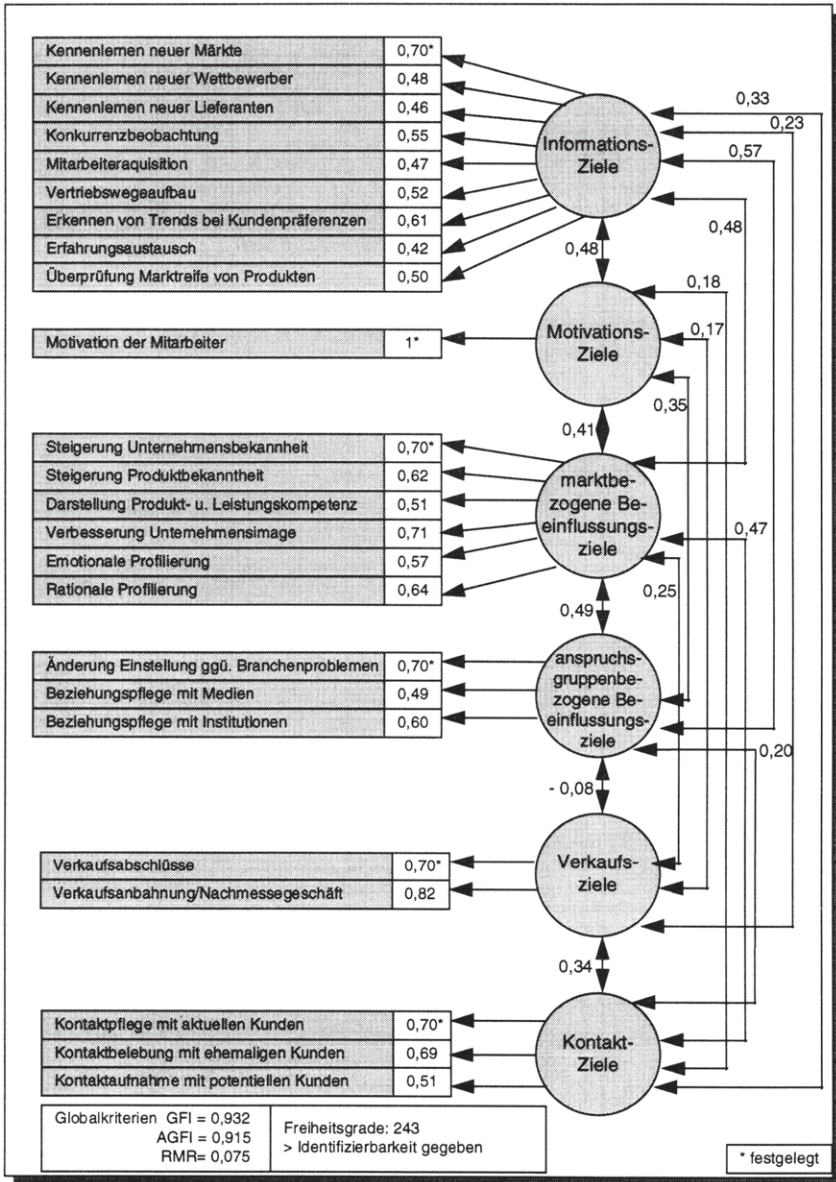 Kennenlernen neuer Märkte 0,70*
Kennenlernen neuer Wettbewerber 0,48
Kennenlernen neuer Lieferanten 0,46
Konkurrenzbeobachtung 0,55
Mitarbeiteraquisition 0,47
Vertriebswegeaufbau 0,52
Erkennen von Trends bei Kundenpräferenzen 0,61
Erfahrungsaustausch 0,42
Überprüfung Marktreife von Produkten 0,50
Informations-
Ziele
0,33
0,23
0,57
0,48
0,48
0,18
Motivation der Mitarbeiter 1*
Motivations-
Ziele
0,17
0,35
0,41
Steigerung Unternehmensbekannheit 0,70*
Steigerung Produktbekanntheit 0,62
Darstellung Produkt- u. Leistungskompetenz 0,51
Verbesserung Unternehmensimage 0,71
Emotionale Profilierung 0,57
Rationale Profilierung 0,64
marktbe-
zogene Be-
einflussungs-
ziele
0,47
0,25
0,49
Änderung Einstellung ggü. Branchenproblemen 0,70*
Beziehungspflege mit Medien 0,49
Beziehungspflege mit Institutionen 0,60
anspruchs-
gruppenbe-
zogene Be-
einflussungs-
ziele
0,20
- 0,08
Verkaufsabschlüsse 0,70*
Verkaufsanbahnung/Nachmessegeschäft 0,82
Verkaufs-
ziele
0,34
Kontaktpflege mit aktuellen Kunden 0,70*
Kontaktbelebung mit ehemaligen Kunden 0,69
Kontaktaufnahme mit potentiellen Kunden 0,51
Kontakt-
Ziele
Globalkriterien GFI = 0,932
AGFI = 0,915
RMR= 0,075
Freiheitsgrade: 243
> Identifizierbarkeit gegeben
* festgelegt